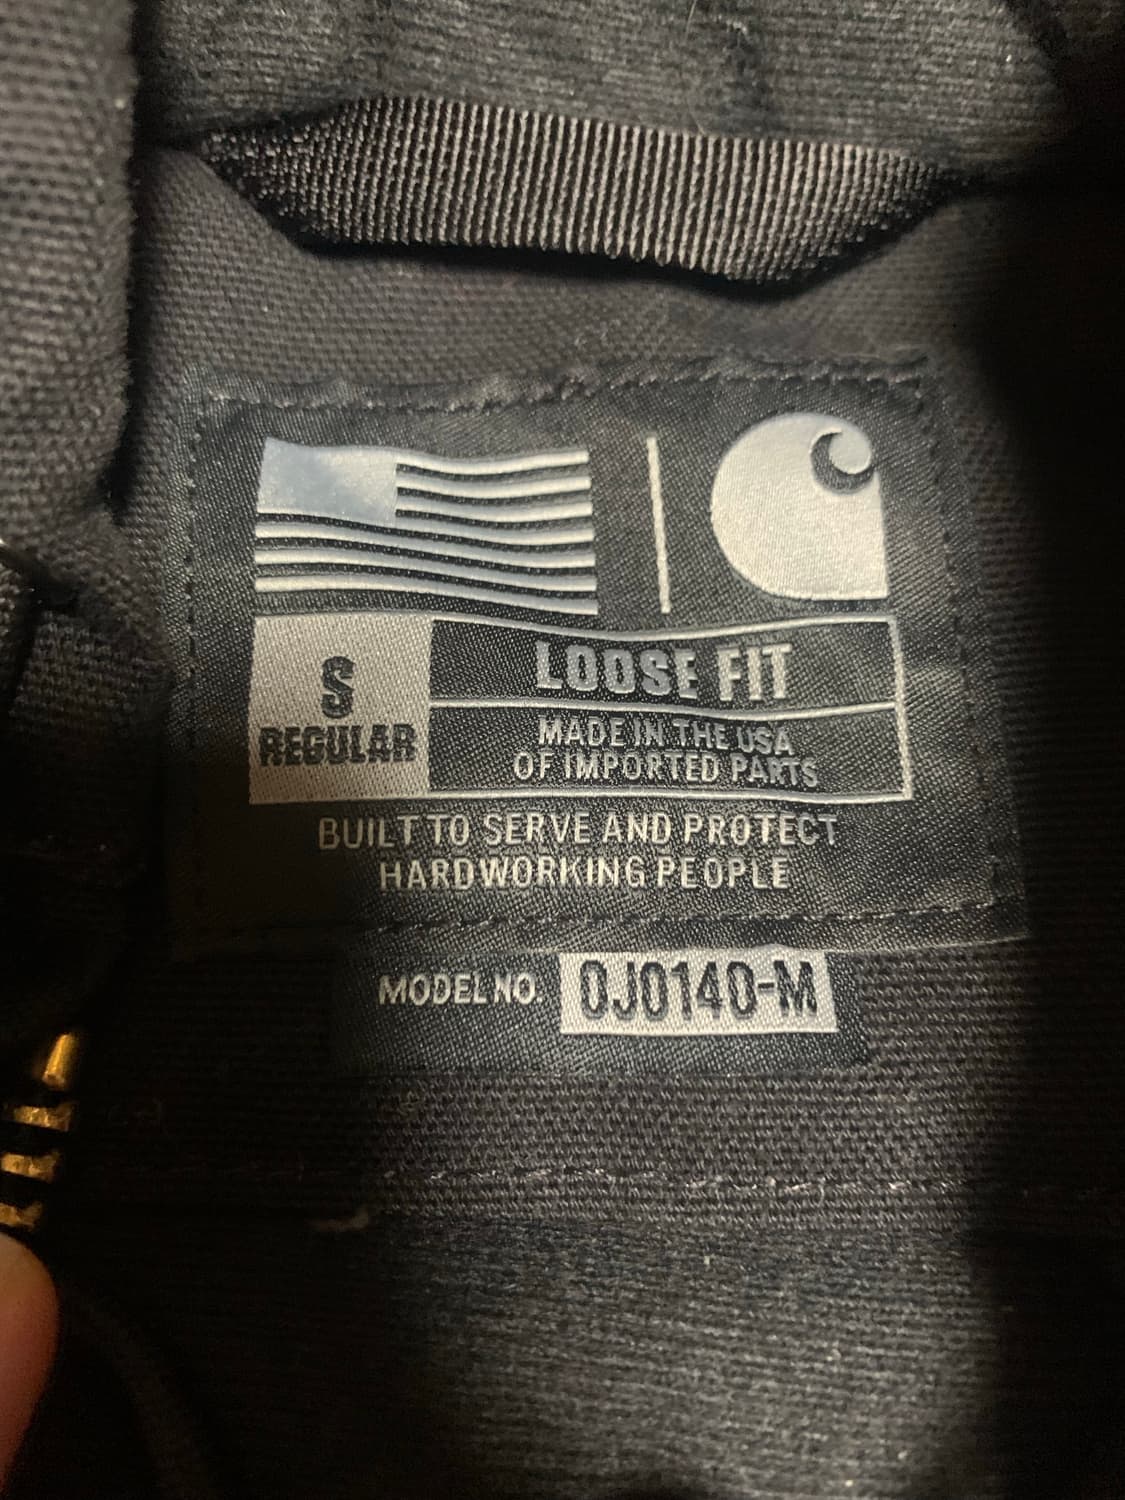 S
REGULAR
LOOSE FIT
MADE IN THE USA
OF IMPORTED PARTS
BUILT TO SERVE AND PROTECT
HARDWORKING PEOPLE
MODEL NO. OJ0140-M